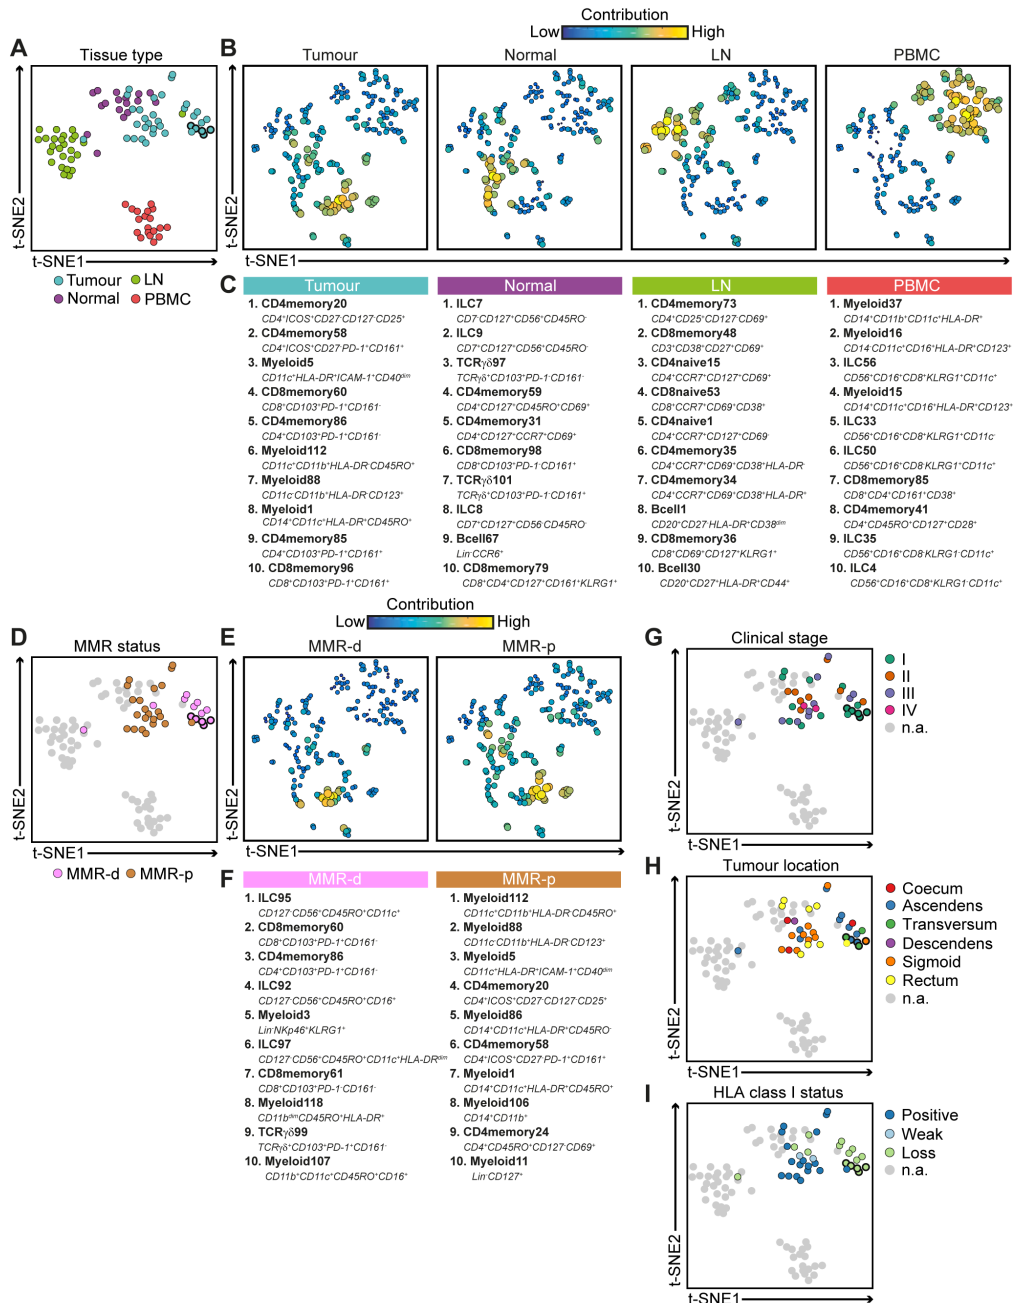 A
Tissue type
t-SNE2
t-SNE1
Tumour
LN
Normal
PBMC
B
Contribution
Low
High
Tumour
Normal
LN
PBMC
t-SNE2
t-SNE1
C
Tumour
1. CD4memory20
CD4+ICOS+CD27-CD127-CD25+
2. CD4memory58
CD4+ICOS+CD27-PD-1+CD161+
3. Myeloid5
CD11c+HLA-DR+ICAM-1+CD40dim
4. CD8memory60
CD8+CD103+PD-1+CD161-
5. CD4memory86
CD4+CD103+PD-1+CD161-
6. Myeloid112
CD11c+CD11b+HLA-DR-CD45RO+
7. Myeloid88
CD11c-CD11b+HLA-DR-CD123+
8. Myeloid1
CD14+CD11c+HLA-DR+CD45RO+
9. CD4memory85
CD4+CD103+PD-1+CD161+
10. CD8memory96
CD8+CD103+PD-1+CD161+
Normal
1. ILC7
CD7-CD127+CD56+CD45RO-
2. ILC9
CD7+CD127+CD56+CD45RO-
3. TCRγδ97
TCRγδ+CD103+PD-1-CD161-
4. CD4memory59
CD4+CD127+CD45RO+CD69+
5. CD4memory31
CD4+CD127+CCR7+CD69+
6. CD8memory98
CD8+CD103+PD-1-CD161+
7. TCRγδ101
TCRγδ+CD103+PD-1-CD161+
8. ILC8
CD7+CD127+CD56-CD45RO-
9. Bcell67
Lin-CCR6+
10. CD8memory79
CD8+CD4+CD127+CD161+KLRG1+
LN
1. CD4memory73
CD4+CD25+CD127-CD69+
2. CD8memory48
CD3+CD38+CD27+CD69+
3. CD4naive15
CD4+CCR7+CD127+CD69+
4. CD8naive53
CD8+CCR7+CD69+CD38+
5. CD4naive1
CD4+CCR7+CD127+CD69-
6. CD4memory35
CD4+CCR7+CD69+CD38+HLA-DR-
7. CD4memory34
CD4+CCR7+CD69+CD38+HLA-DR+
8. Bcell1
CD20+CD27-HLA-DR+CD38dim
9. CD8memory36
CD8+CD69+CD127+KLRG1+
10. Bcell30
CD20+CD27+HLA-DR+CD44+
PBMC
1. Myeloid37
CD14+CD11b+CD11c+HLA-DR+
2. Myeloid16
CD14-CD11c+CD16+HLA-DR+CD123+
3. ILC56
CD56+CD16+CD8+KLRG1+CD11c+
4. Myeloid15
CD14+CD11c+CD16+HLA-DR+CD123+
5. ILC33
CD56+CD16+CD8+KLRG1+CD11c-
6. ILC50
CD56+CD16+CD8-KLRG1+CD11c+
7. CD8memory85
CD8+CD4+CD161+CD38+
8. CD4memory41
CD4+CD45RO+CD127+CD28+
9. ILC35
CD56+CD16+CD8-KLRG1-CD11c+
10. ILC4
CD56+CD16+CD8+KLRG1-CD11c+
D
MMR status
t-SNE2
t-SNE1
MMR-d
MMR-p
E
Contribution
Low
High
MMR-d
MMR-p
t-SNE2
t-SNE1
F
MMR-d
1. ILC95
CD127-CD56+CD45RO+CD11c+
2. CD8memory60
CD8+CD103+PD-1+CD161-
3. CD4memory86
CD4+CD103+PD-1+CD161-
4. ILC92
CD127-CD56+CD45RO+CD16+
5. Myeloid3
Lin-NKp46+KLRG1+
6. ILC97
CD127-CD56+CD45RO+CD11c+HLA-DRdim
7. CD8memory61
CD8+CD103+PD-1-CD161-
8. Myeloid118
CD11bdimCD45RO+HLA-DR+
9. TCRγδ99
TCRγδ+CD103+PD-1+CD161-
10. Myeloid107
CD11b+CD11c+CD45RO+CD16+
MMR-p
1. Myeloid112
CD11c+CD11b+HLA-DR-CD45RO+
2. Myeloid88
CD11c-CD11b+HLA-DR-CD123+
3. Myeloid5
CD11c+HLA-DR+ICAM-1+CD40dim
4. CD4memory20
CD4+ICOS+CD27-CD127-CD25+
5. Myeloid86
CD14+CD11c+HLA-DR+CD45RO-
6. CD4memory58
CD4+ICOS+CD27-PD-1+CD161+
7. Myeloid1
CD14+CD11c+HLA-DR+CD45RO+
8. Myeloid106
CD14+CD11b+
9. CD4memory24
CD4+CD45RO+CD127-CD69+
10. Myeloid11
Lin-CD127+
G
Clinical stage
t-SNE2
t-SNE1
I
II
III
IV
n.a.
H
Tumour location
t-SNE2
t-SNE1
Coecum
Ascendens
Transversum
Descendens
Sigmoid
Rectum
n.a.
I
HLA class I status
t-SNE2
t-SNE1
Positive
Weak
Loss
n.a.